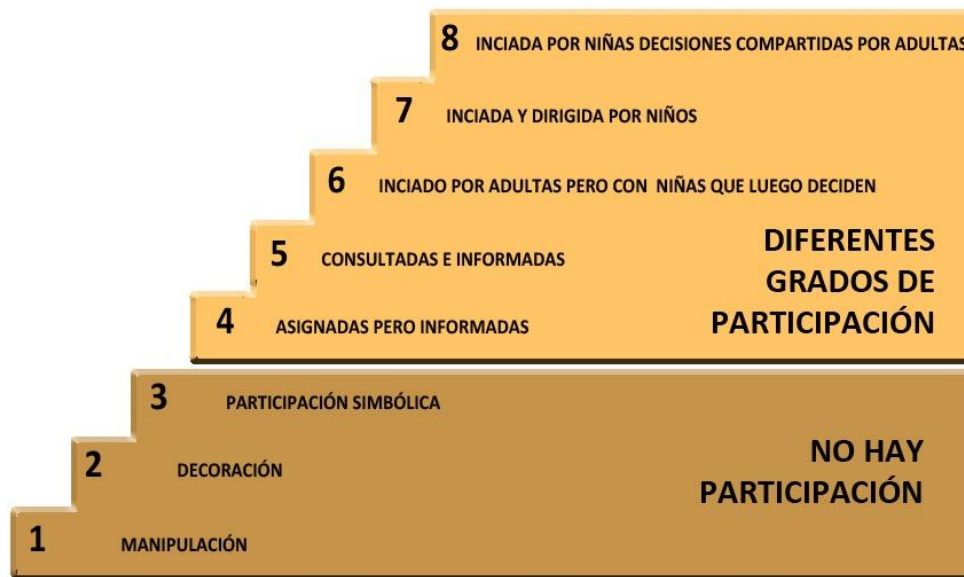 8 INCIADA POR NIÑAS DECISIONES COMPARTIDAS POR ADULTAS
7 INCIADA Y DIRIGIDA POR NIÑOS
6 INCIADO POR ADULTAS PERO CON NIÑAS QUE LUEGO DECIDEN
5 CONSULTADAS E INFORMADAS
4 ASIGNADAS PERO INFORMADAS
DIFERENTES
GRADOS DE
PARTICIPACIÓN
3 PARTICIPACIÓN SIMBÓLICA
2 DECORACIÓN
1 MANIPULACIÓN
NO HAY
PARTICIPACIÓN